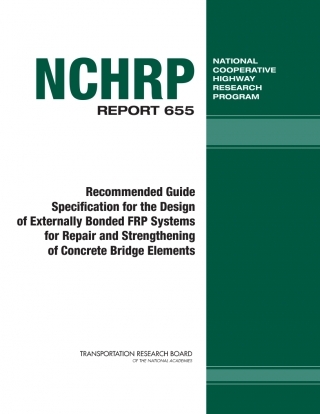 NCHRP
REPORT 655
NATIONAL
COOPERATIVE
HIGHWAY
RESEARCH
PROGRAM
Recommended Guide
Specification for the Design
of Externally Bonded FRP Systems
for Repair and Strengthening
of Concrete Bridge Elements
TRANSPORTATION RESEARCH BOARD
OF THE NATIONAL ACADEMIES